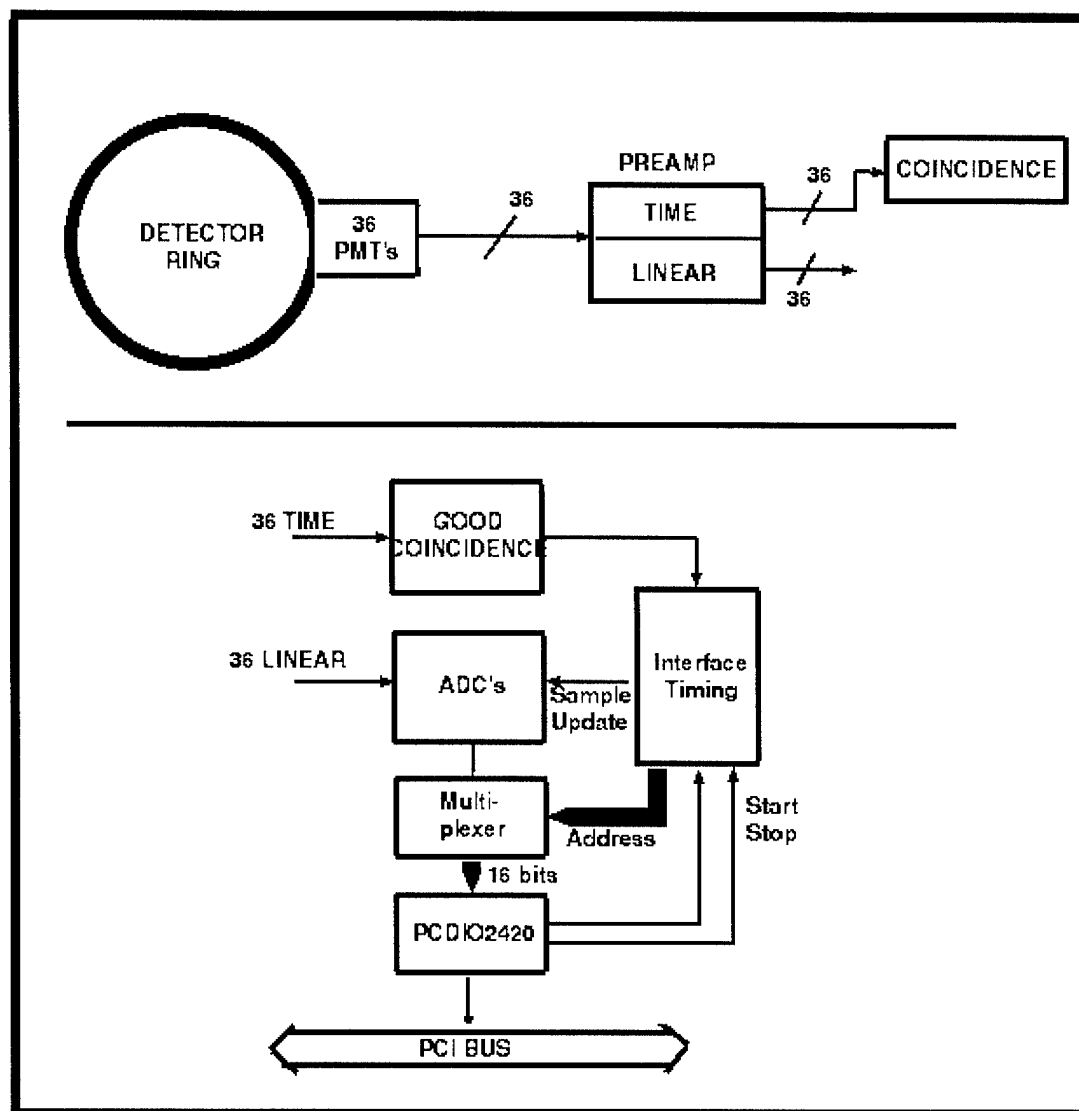 PREAMP
36
COINCIDENCE
DETECTOR
RING
36
PMT's
36
TIME
LINEAR
36
36 TIME
GOOD
COINCIDENCE
36 LINEAR
ADC's
Sample
Update
Interface
Timing
Multi-
plexer
Address
Start
Stop
16 bits
PCDIO2420
PCI BUS